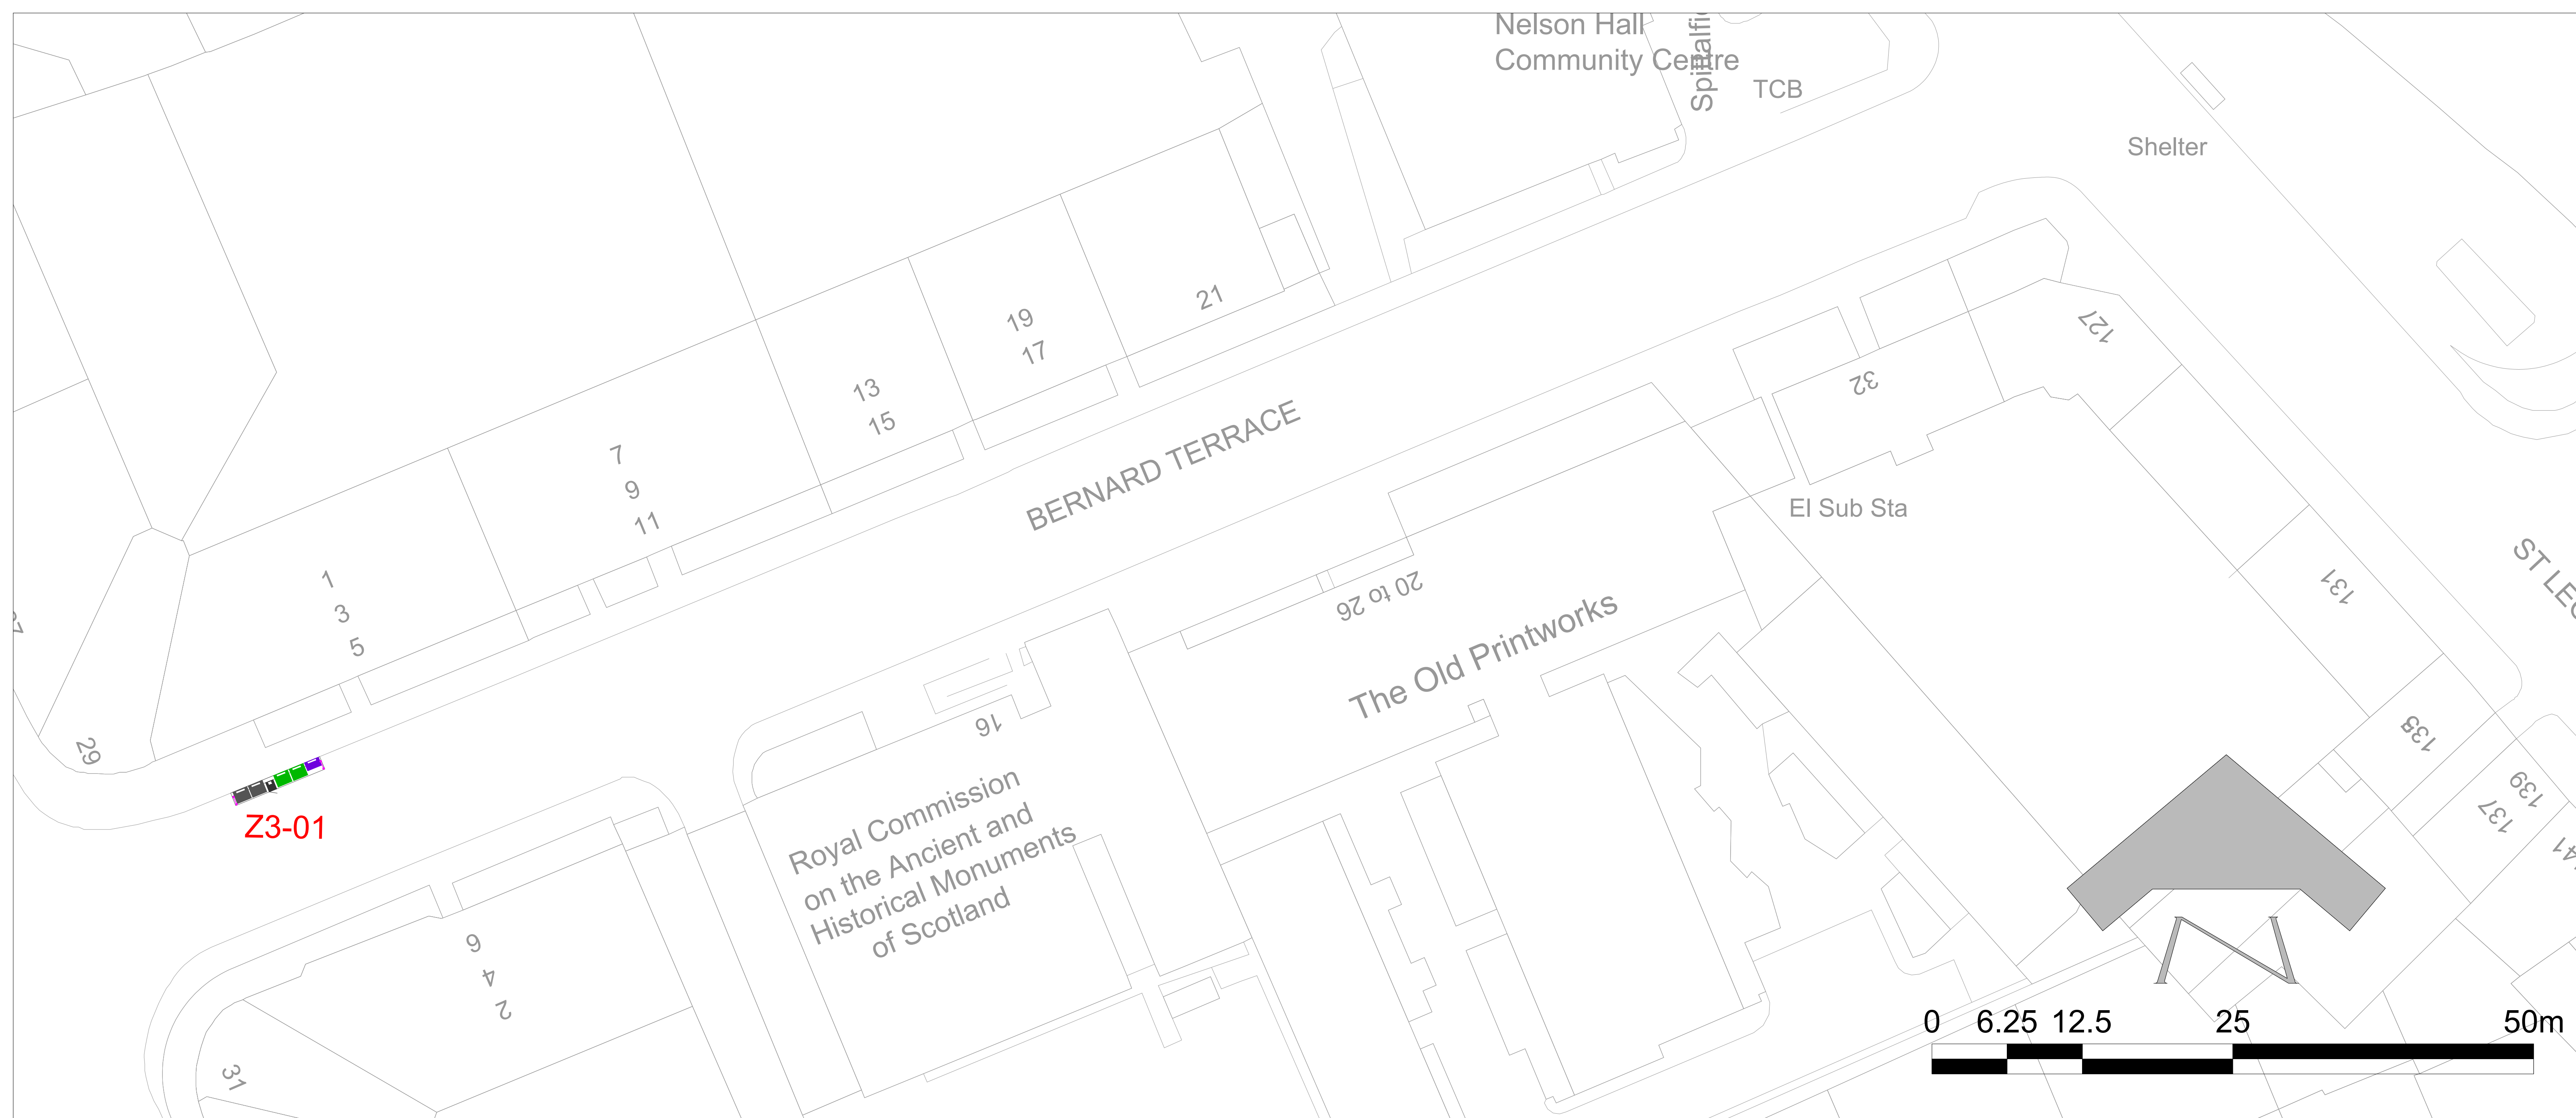 Nelson Hall
Community Centre
TCB
Shelter
21
19
17
13
15
7
9
11
1
3
5
29
Z3-01
BERNARD TERRACE
127
32
El Sub Sta
131
20 to 26
The Old Printworks
16
Royal Commission
on the Ancient and
Historical Monuments
of Scotland
133
139
137
6
4
2
31
N
0 6.25 12.5 25 50m